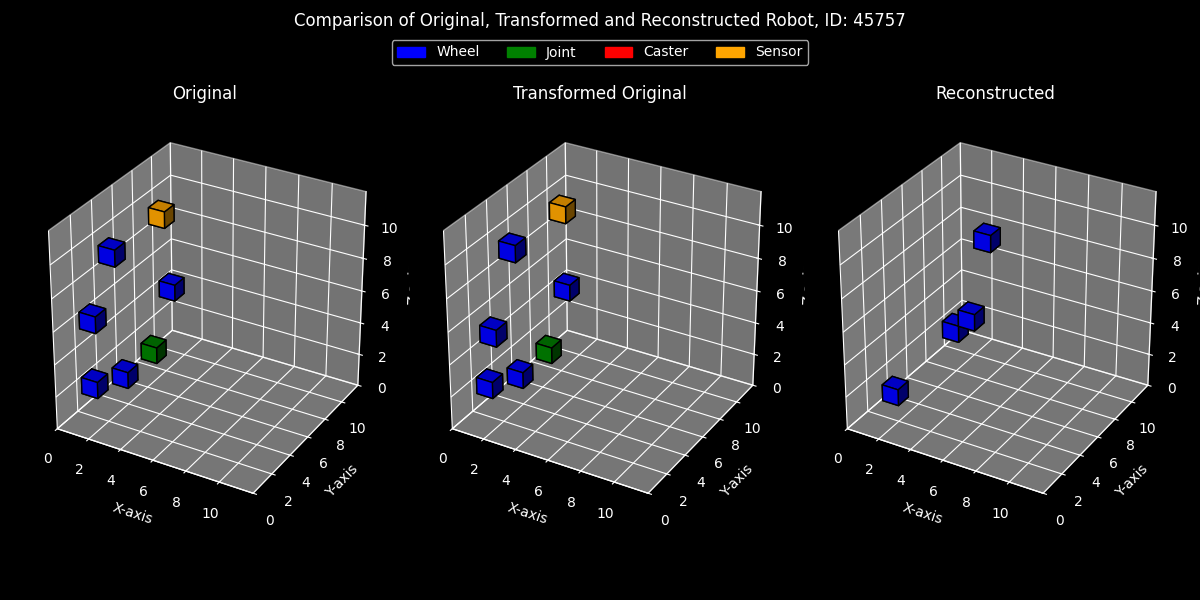 Comparison of Original, Transformed and Reconstructed Robot, ID: 45757
Wheel Joint Caster Sensor
Original Transformed Original Reconstructed
10 10 10
8 8 8
6 6 6
4 4 4
2 2 2
0 0 0
10 10 10
8 8 8
6 6 6
4 4 4
2 2 2
0 0 0
0 2 4 6 8 10 0 2 4 6 8 10 0 2 4 6 8 10
X-axis Y-axis X-axis Y-axis X-axis Y-axis